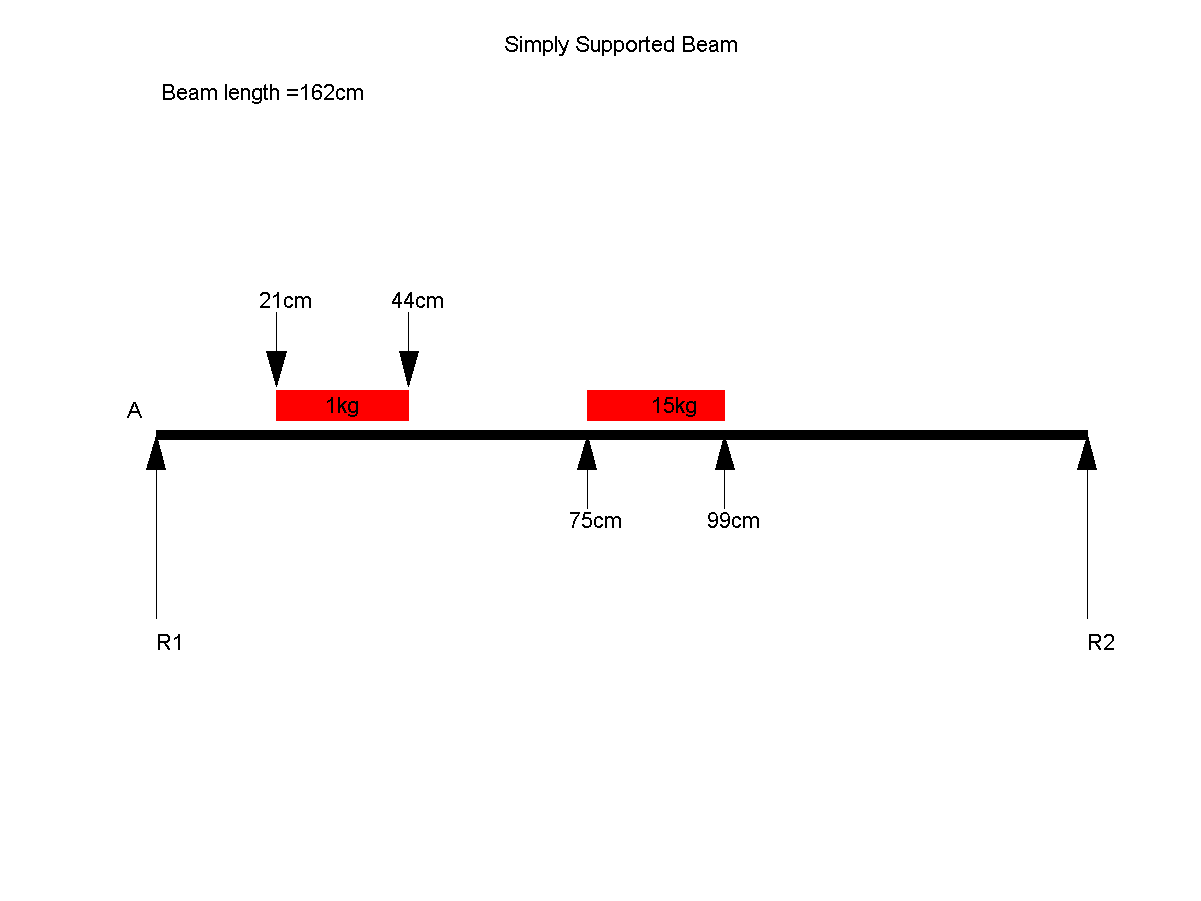 Simply Supported Beam
Beam length =162cm
21cm 44cm
A 1kg 15kg
75cm 99cm
R1 R2